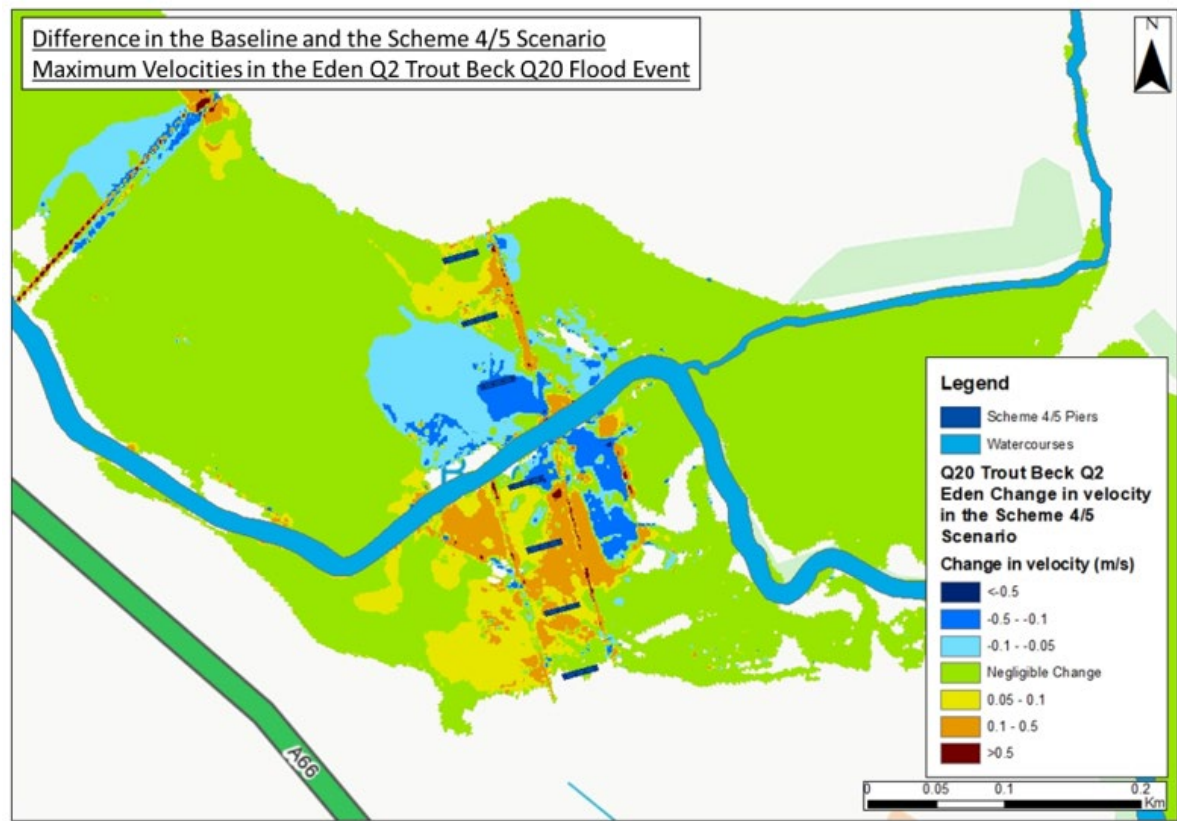 Difference in the Baseline and the Scheme 4/5 Scenario
Maximum Velocities in the Eden Q2 Trout Beck Q20 Flood Event
N
A66
Legend
Scheme 4/5 Piers
Watercourses
Q20 Trout Beck Q2
Eden Change in velocity
in the Scheme 4/5
Scenario
Change in velocity (m/s)
<-0.5
-0.5 - -0.1
-0.1 - -0.05
Negligible Change
0.05 - 0.1
0.1 - 0.5
>0.5
0 0.05 0.1 0.2
Km